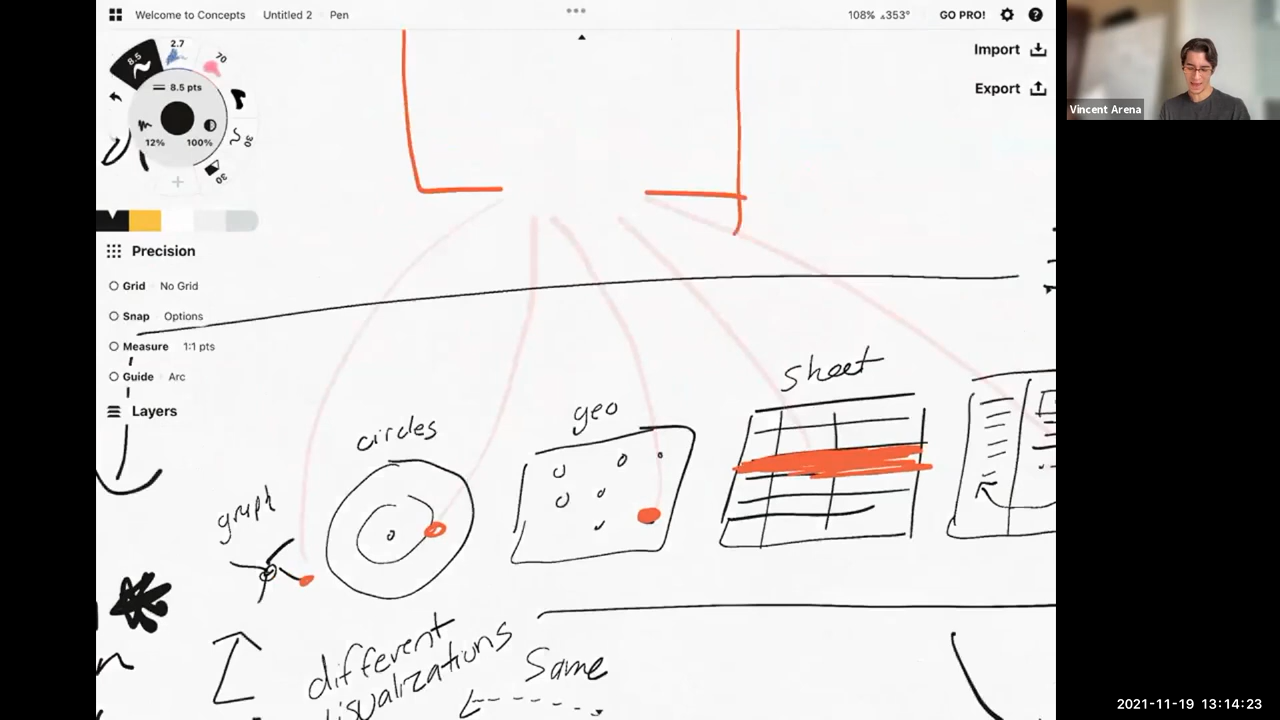 Welcome to Concepts Untitled 2 Pen 108% 353° GO PRO!
Import
Export
8.5
2.7
70
8.5 pts
12% 100%
30
30
Precision
Grid No Grid
Snap Options
Measure 1:1 pts
Guide Arc
Layers
Vincent Arena
sheet
geo
circles
graph
different
visualizations
Same
2021-11-19 13:14:23